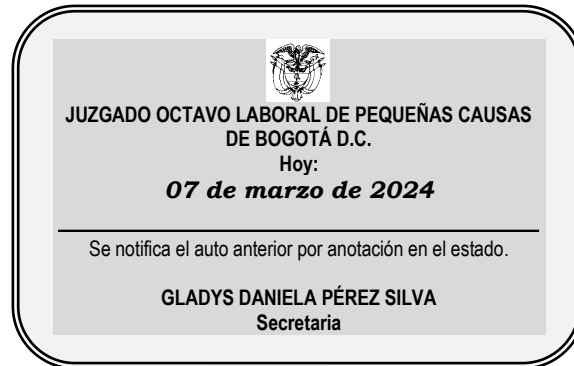 JUZGADO OCTAVO LABORAL DE PEQUEÑAS CAUSAS
DE BOGOTÁ D.C.
Hoy:
07 de marzo de 2024
Se notifica el auto anterior por anotación en el estado.
GLADYS DANIELA PÉREZ SILVA
Secretaria